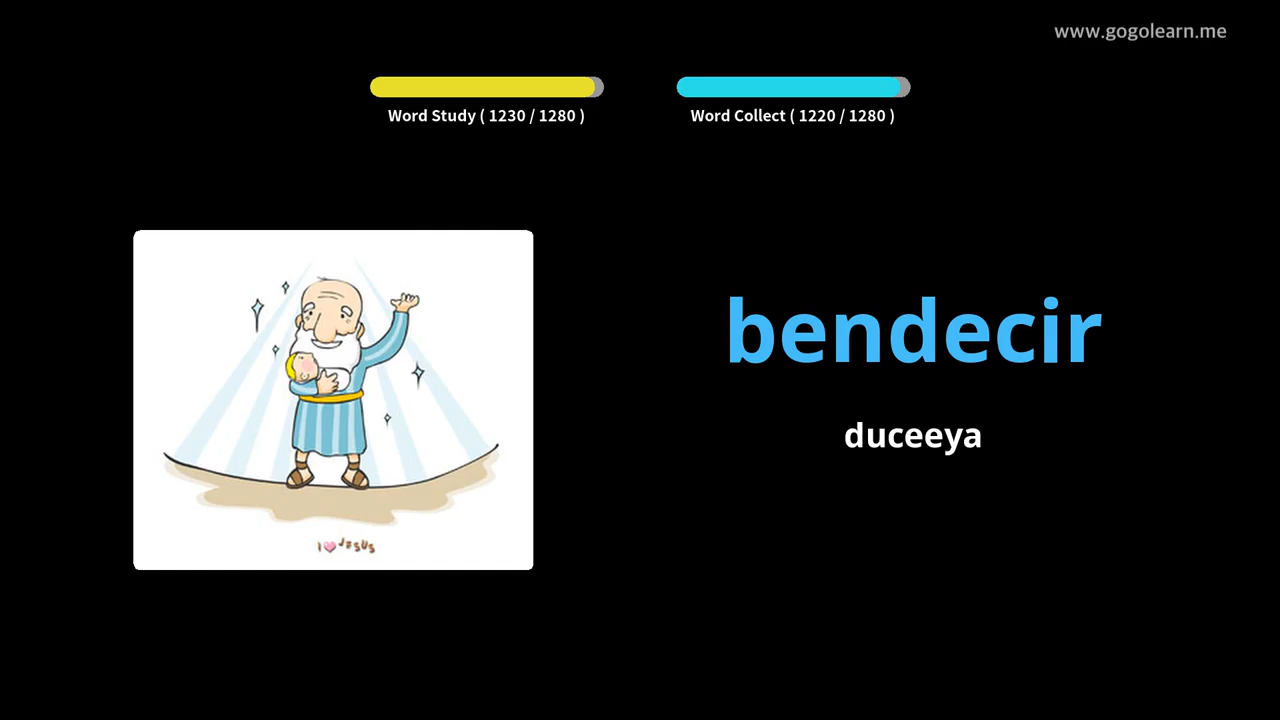 www.gogolearn.me
Word Study ( 1230 / 1280 )
Word Collect ( 1220 / 1280 )
bendecir
duceeya
I JESUS